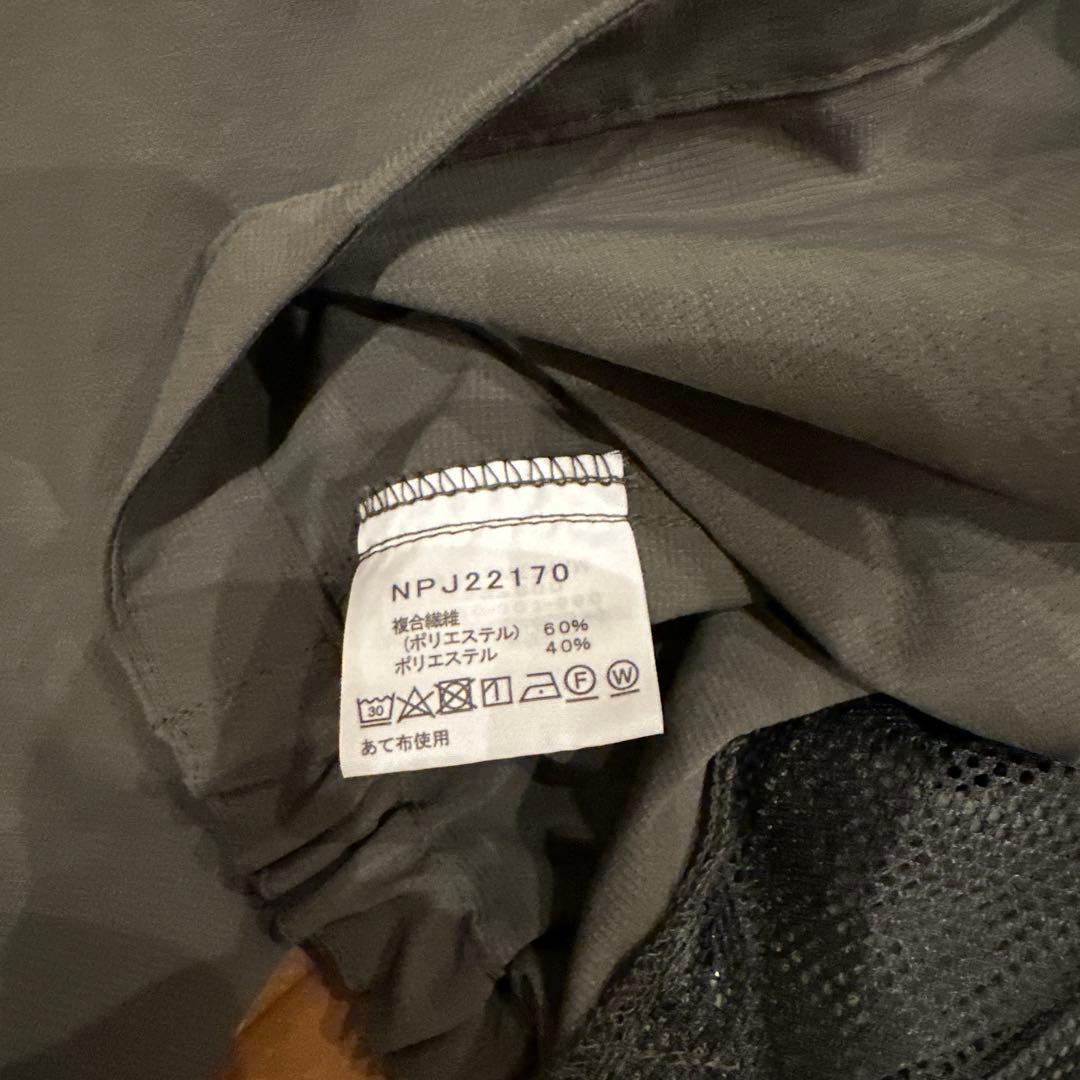 NPJ22170
複合繊維
(ポリエステル) 60%
ポリエステル 40%
30 F W
あて布使用